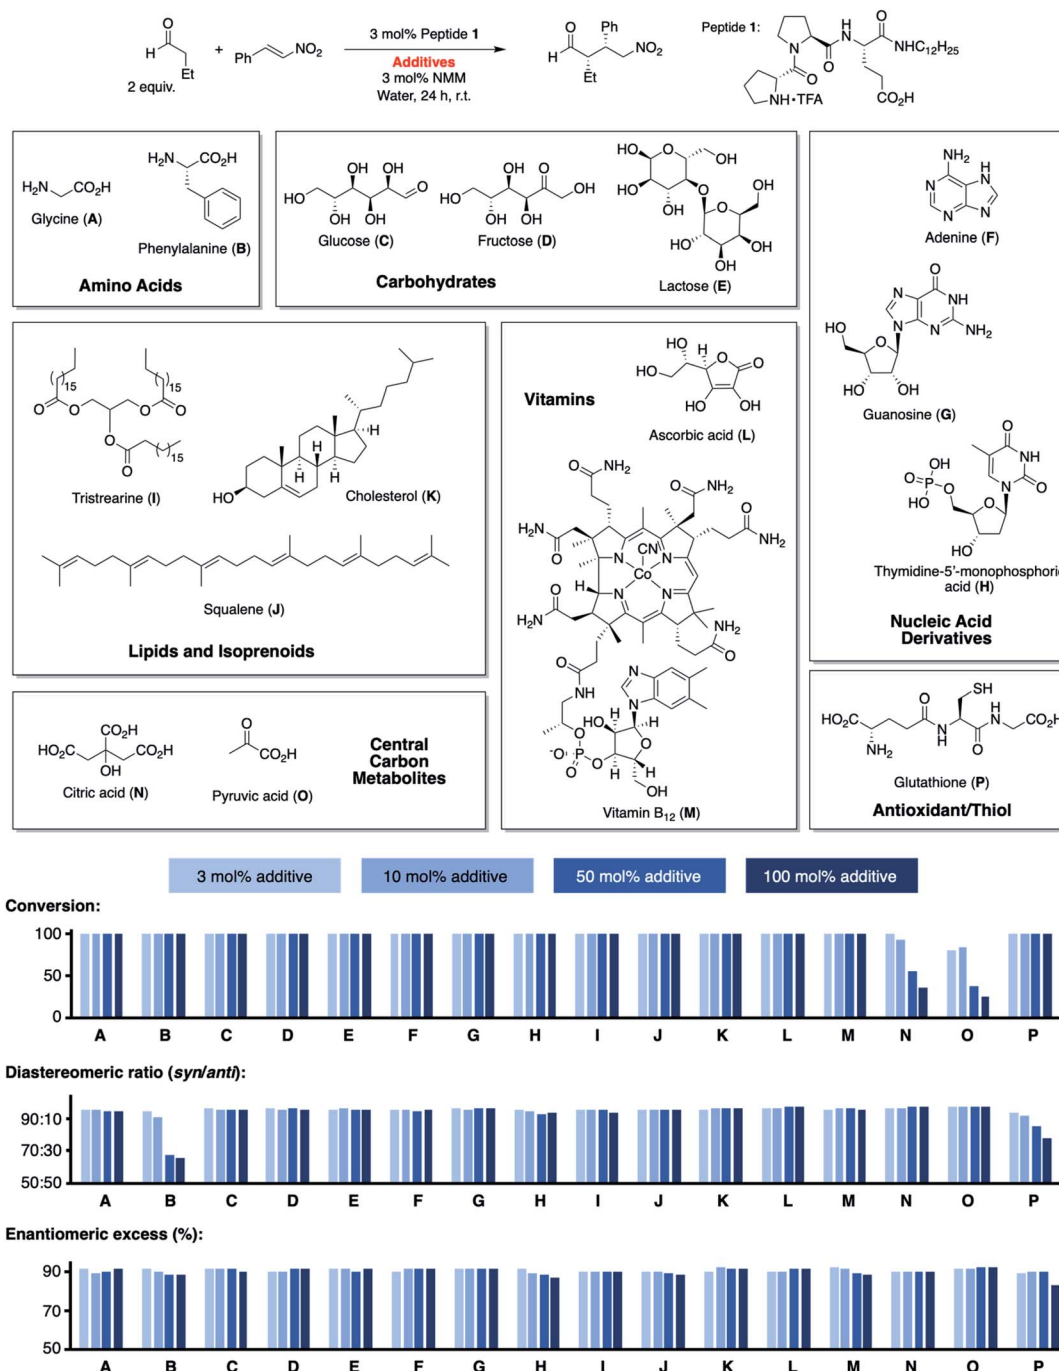 3 mol% Peptide 1
Additives
3 mol% NMM
Water, 24 h, r.t.
2 equiv.
Peptide 1:
Glycine (A)
Phenylalanine (B)
Amino Acids
Glucose (C)
Fructose (D)
Lactose (E)
Carbohydrates
Adenine (F)
Guanosine (G)
Thymidine-5'-monophosphoric
acid (H)
Nucleic Acid
Derivatives
Tristrearine (I)
Cholesterol (K)
Squalene (J)
Lipids and Isoprenoids
Vitamins
Ascorbic acid (L)
Vitamin B12 (M)
Citric acid (N)
Pyruvic acid (O)
Central
Carbon
Metabolites
Glutathione (P)
Antioxidant/Thiol
3 mol% additive 10 mol% additive 50 mol% additive 100 mol% additive
Conversion:
100
50
0
A B C D E F G H I J K L M N O P
Diastereomeric ratio (syn/anti):
90:10
70:30
50:50
A B C D E F G H I J K L M N O P
Enantiomeric excess (%):
90
70
50
A B C D E F G H I J K L M N O P